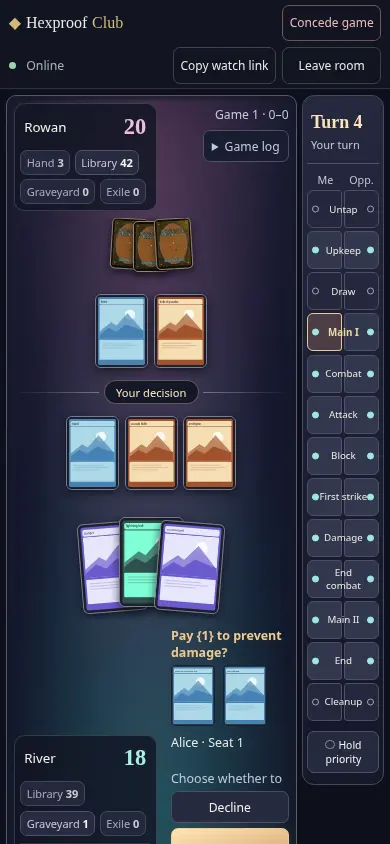 Hexproof Club
Concede game
Online
Copy watch link
Leave room
Rowan 20
Hand 3
Library 42
Graveyard 0
Exile 0
Game 1 · 0–0
Game log
Turn 4
Your turn
Me
Opp.
Untap
Upkeep
Draw
Main I
Combat
Attack
Block
First strike
Damage
End
combat
Main II
End
Cleanup
Hold
priority
Your decision
Pay {1} to prevent
damage?
Alice · Seat 1
Choose whether to
Decline
River 18
Library 39
Graveyard 1
Exile 0